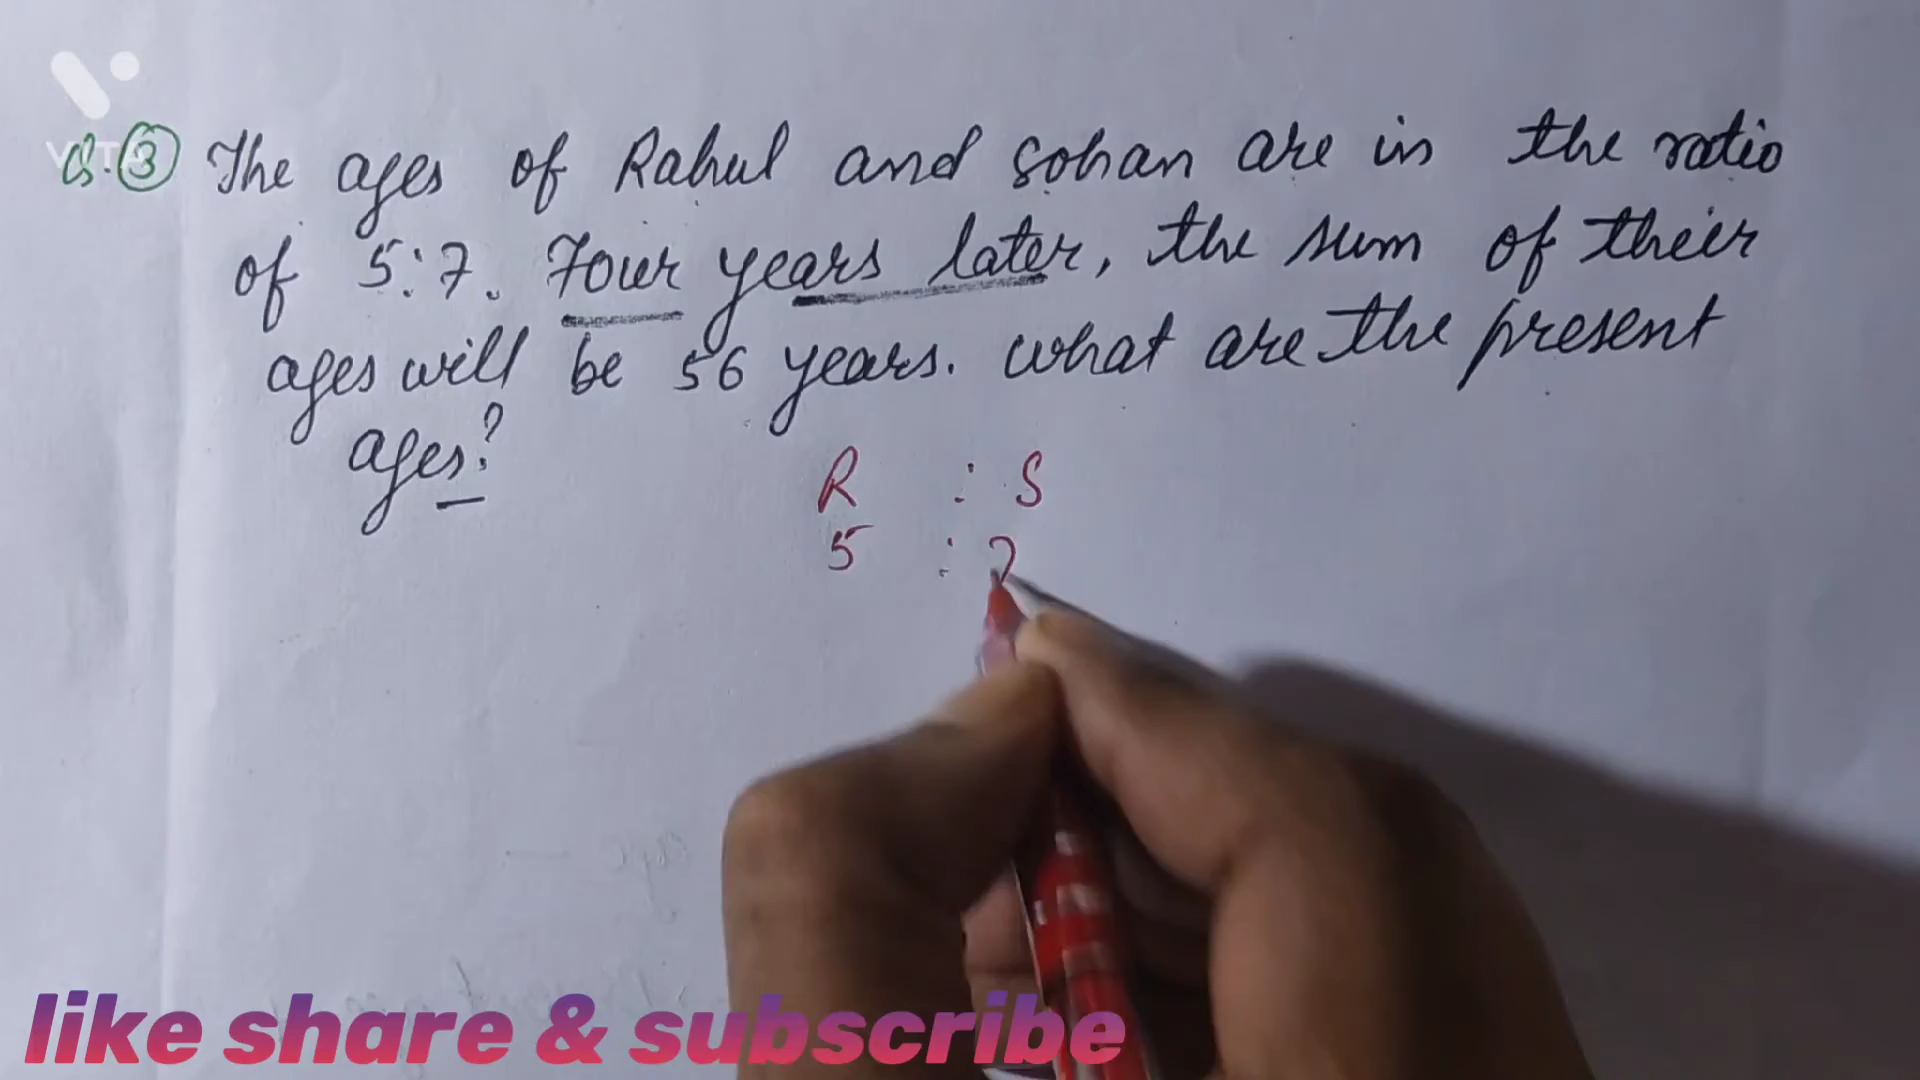 VITA
Q.3 The ages of Rahul and Sohan are in the ratio
of 5:7. Four years later, the sum of their
ages will be 56 years. what are the present
ages?
R : S
5 : 7
like share & subscribe